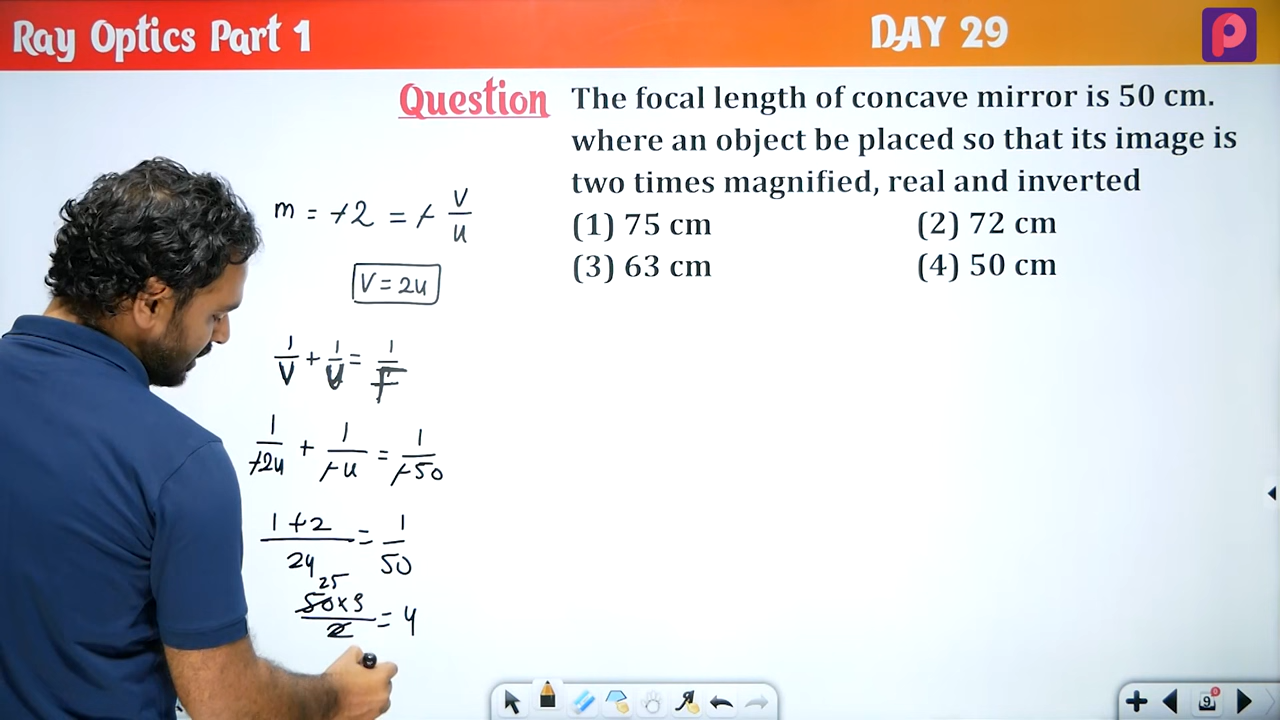 Ray Optics Part 1
DAY 29
Question
The focal length of concave mirror is 50 cm.
where an object be placed so that its image is
two times magnified, real and inverted
(1) 75 cm (2) 72 cm
(3) 63 cm (4) 50 cm
m = -2 = - v/u
V = 2u
1/V + 1/u = 1/F
1/-2u + 1/-u = 1/-50
1+2/2u = 1/50
25
50×3/2 = u
9